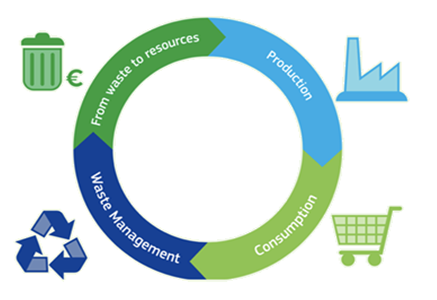 From waste to resources
Production
€
Waste Management
Consumption